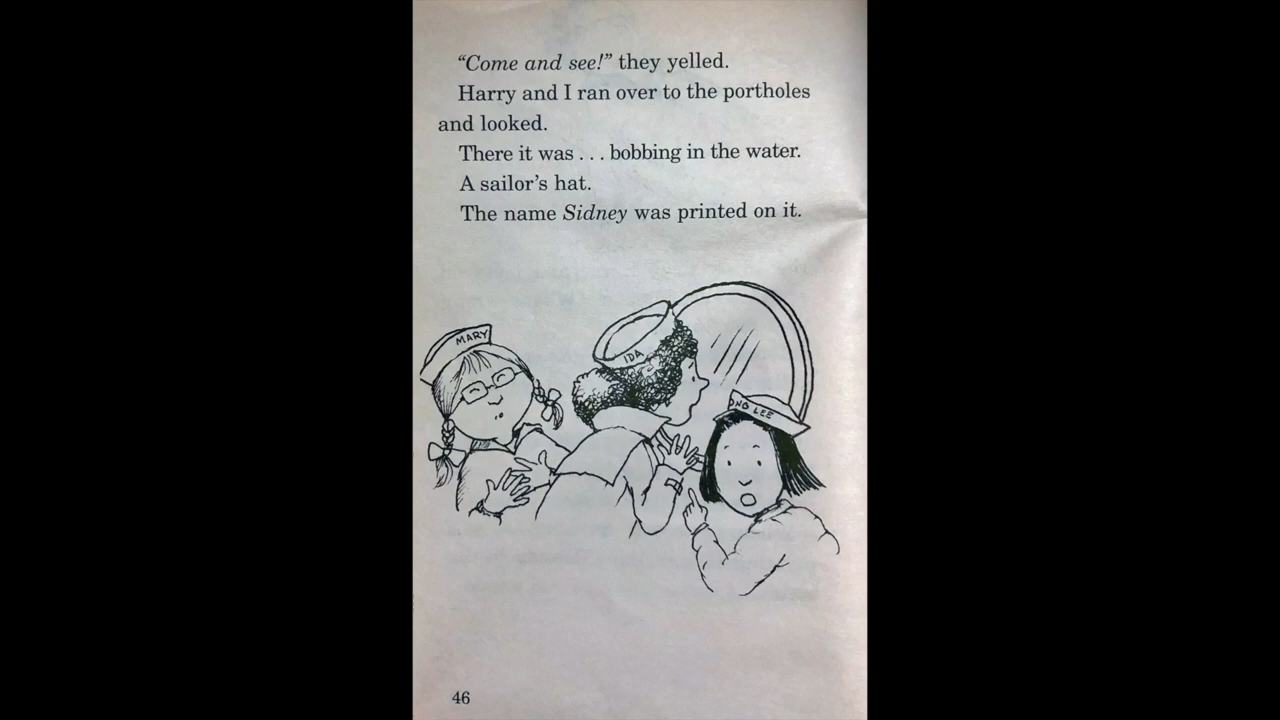 “Come and see!” they yelled.
Harry and I ran over to the portholes
and looked.
There it was . . . bobbing in the water.
A sailor’s hat.
The name Sidney was printed on it.
MARY
IDA
ONG LEE
46